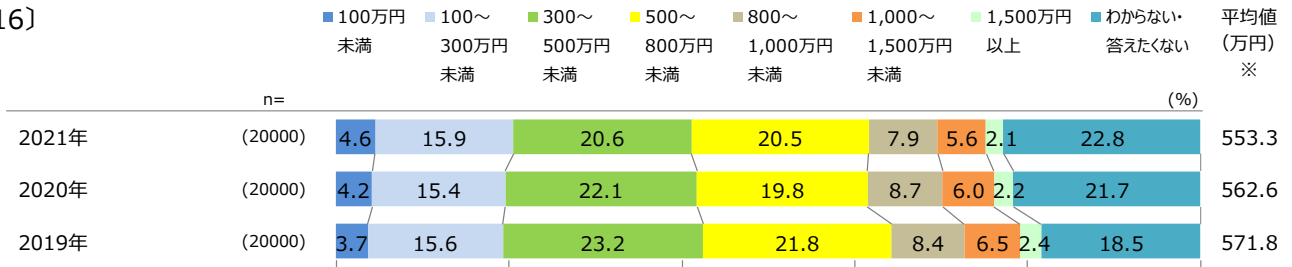 16〕
100万円未満 100～300万円未満 300～500万円未満 500～800万円未満 800～1,000万円未満 1,000～1,500万円未満 1,500万円以上 わからない・答えたくない 平均値(万円)※
n= (%)
2021年 (20000) 4.6 15.9 20.6 20.5 7.9 5.6 2.1 22.8 553.3
2020年 (20000) 4.2 15.4 22.1 19.8 8.7 6.0 2.2 21.7 562.6
2019年 (20000) 3.7 15.6 23.2 21.8 8.4 6.5 2.4 18.5 571.8